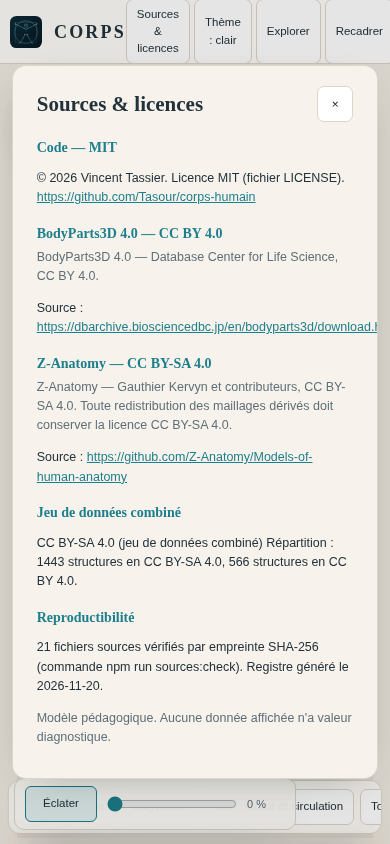 CORPS
Sources
&
licences
Thème
: clair
Explorer
Recadrer
Sources & licences
×
Code — MIT
© 2026 Vincent Tassier. Licence MIT (fichier LICENSE).
https://github.com/Tasour/corps-humain
BodyParts3D 4.0 — CC BY 4.0
BodyParts3D 4.0 — Database Center for Life Science,
CC BY 4.0.
Source :
https://dbarchive.biosciencedbc.jp/en/bodyparts3d/download.h
Z-Anatomy — CC BY-SA 4.0
Z-Anatomy — Gauthier Kervyn et contributeurs, CC BY-
SA 4.0. Toute redistribution des maillages dérivés doit
conserver la licence CC BY-SA 4.0.
Source : https://github.com/Z-Anatomy/Models-of-
human-anatomy
Jeu de données combiné
CC BY-SA 4.0 (jeu de données combiné) Répartition :
1443 structures en CC BY-SA 4.0, 566 structures en CC
BY 4.0.
Reproductibilité
21 fichiers sources vérifiés par empreinte SHA-256
(commande npm run sources:check). Registre généré le
2026-11-20.
Modèle pédagogique. Aucune donnée affichée n'a valeur
diagnostique.
Éclater
0 %
circulation